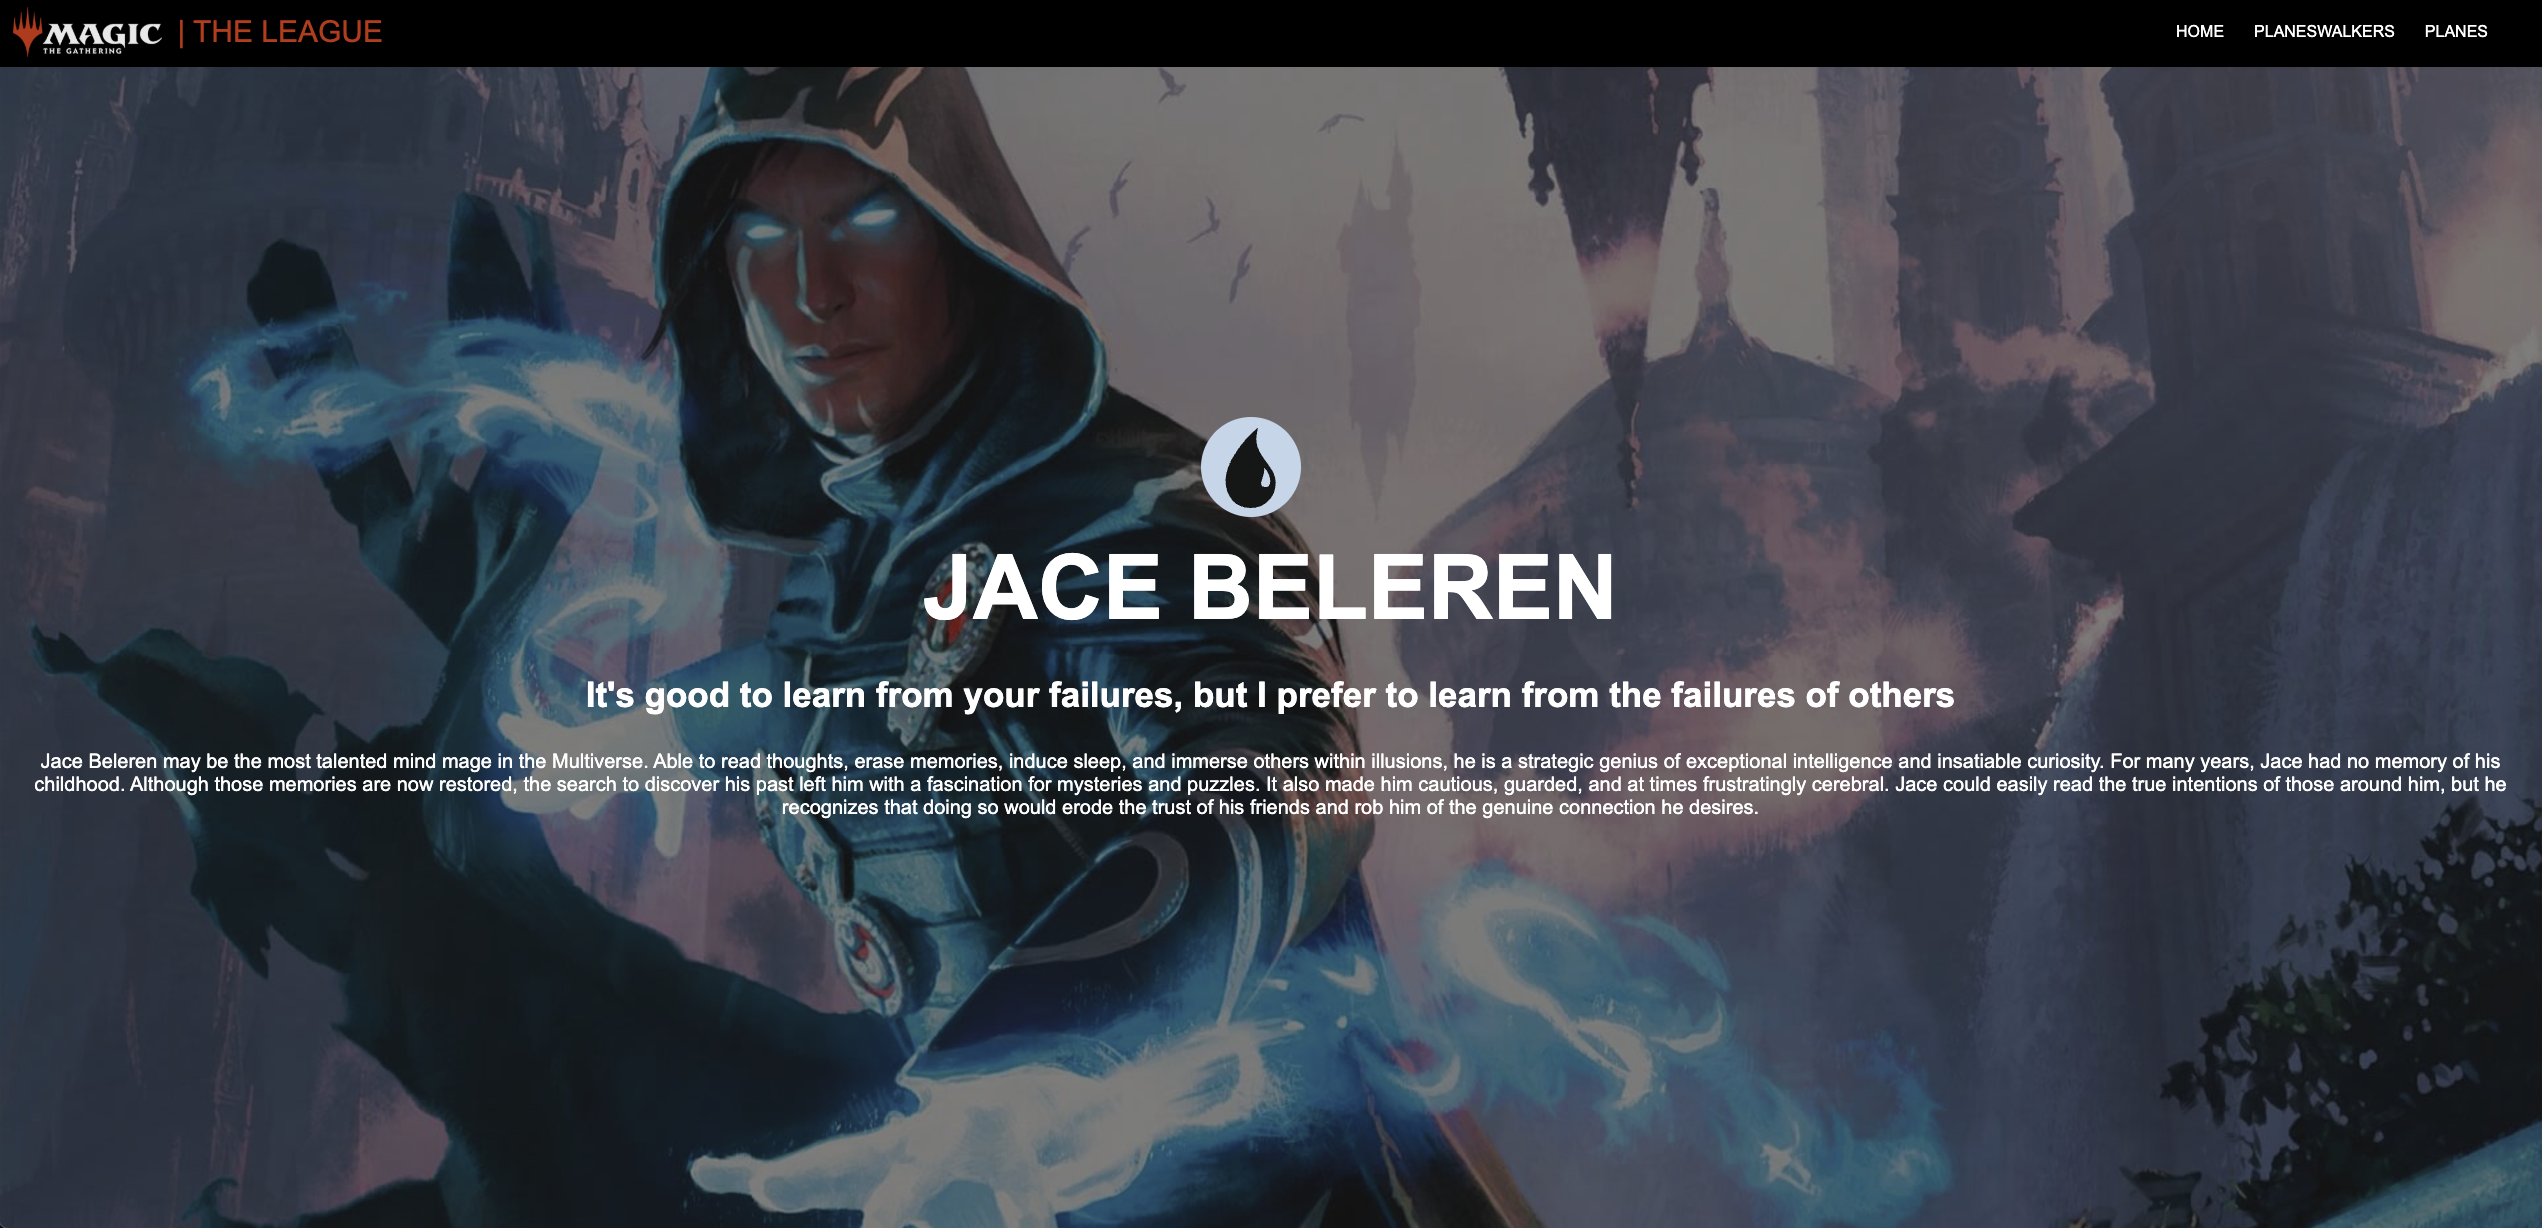 MAGIC
THE GATHERING
| THE LEAGUE
HOME PLANESWALKERS PLANES
JACE BELEREN
It's good to learn from your failures, but I prefer to learn from the failures of others
Jace Beleren may be the most talented mind mage in the Multiverse. Able to read thoughts, erase memories, induce sleep, and immerse others within illusions, he is a strategic genius of exceptional intelligence and insatiable curiosity. For many years, Jace had no memory of his
childhood. Although those memories are now restored, the search to discover his past left him with a fascination for mysteries and puzzles. It also made him cautious, guarded, and at times frustratingly cerebral. Jace could easily read the true intentions of those around him, but he
recognizes that doing so would erode the trust of his friends and rob him of the genuine connection he desires.